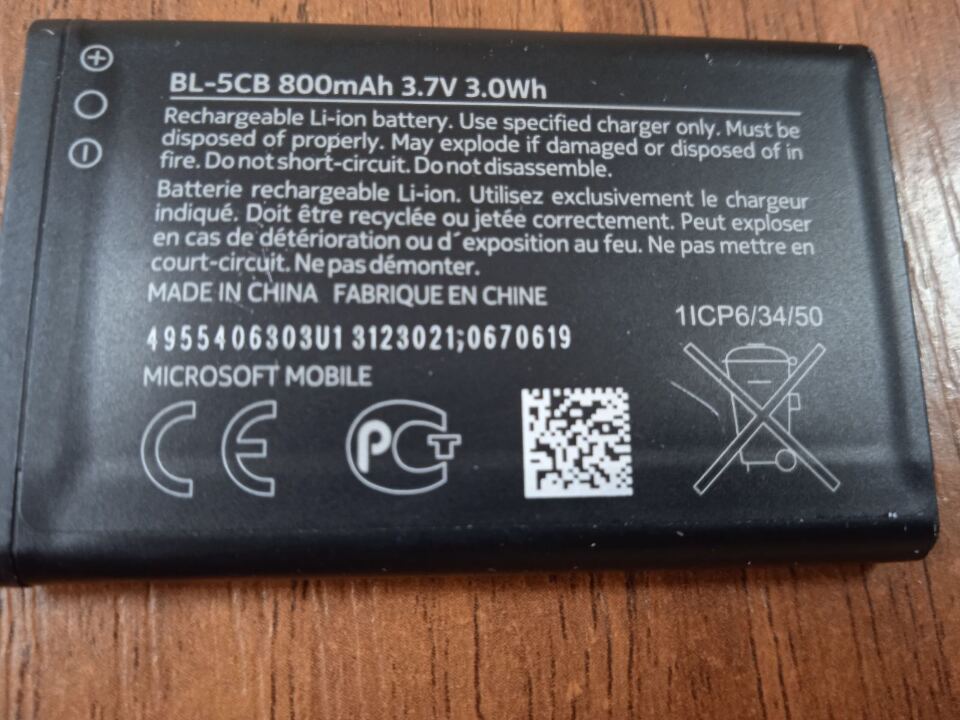 BL-5CB 800mAh 3.7V 3.0Wh
Rechargeable Li-ion battery. Use specified charger only. Must be
disposed of properly. May explode if damaged or disposed of in
fire. Do not short-circuit. Do not disassemble.
Batterie rechargeable Li-ion. Utilisez exclusivement le chargeur
indiqué. Doit être recyclée ou jetée correctement. Peut exploser
en cas de détérioration ou d´exposition au feu. Ne pas mettre en
court-circuit. Ne pas démonter.
MADE IN CHINA FABRIQUE EN CHINE
1ICP6/34/50
4955406303U1 3123021;0670619
MICROSOFT MOBILE
CE PCT